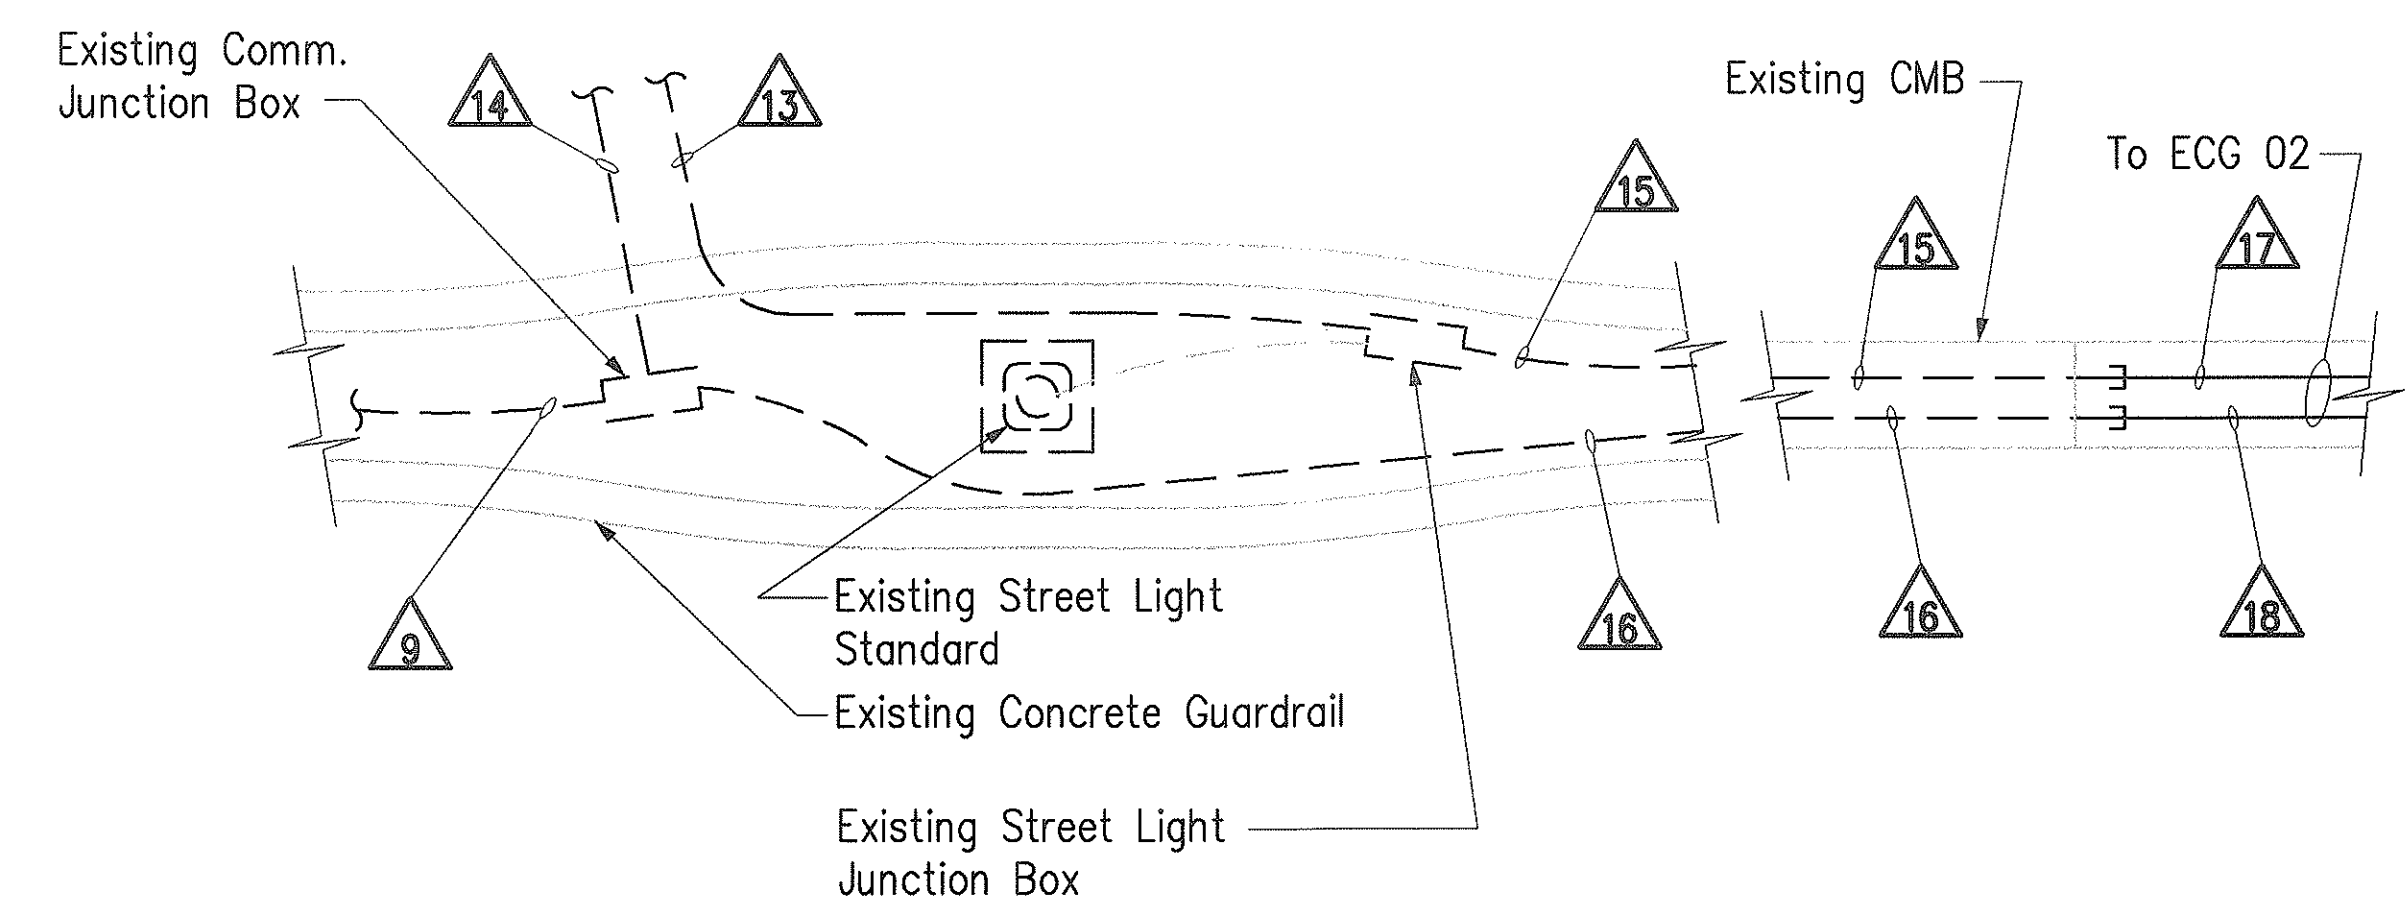 Existing Comm.
Junction Box
14
13
15
Existing CMB
To ECG 02
15
17
9
Existing Street Light
Standard
16
16
18
Existing Concrete Guardrail
Existing Street Light
Junction Box